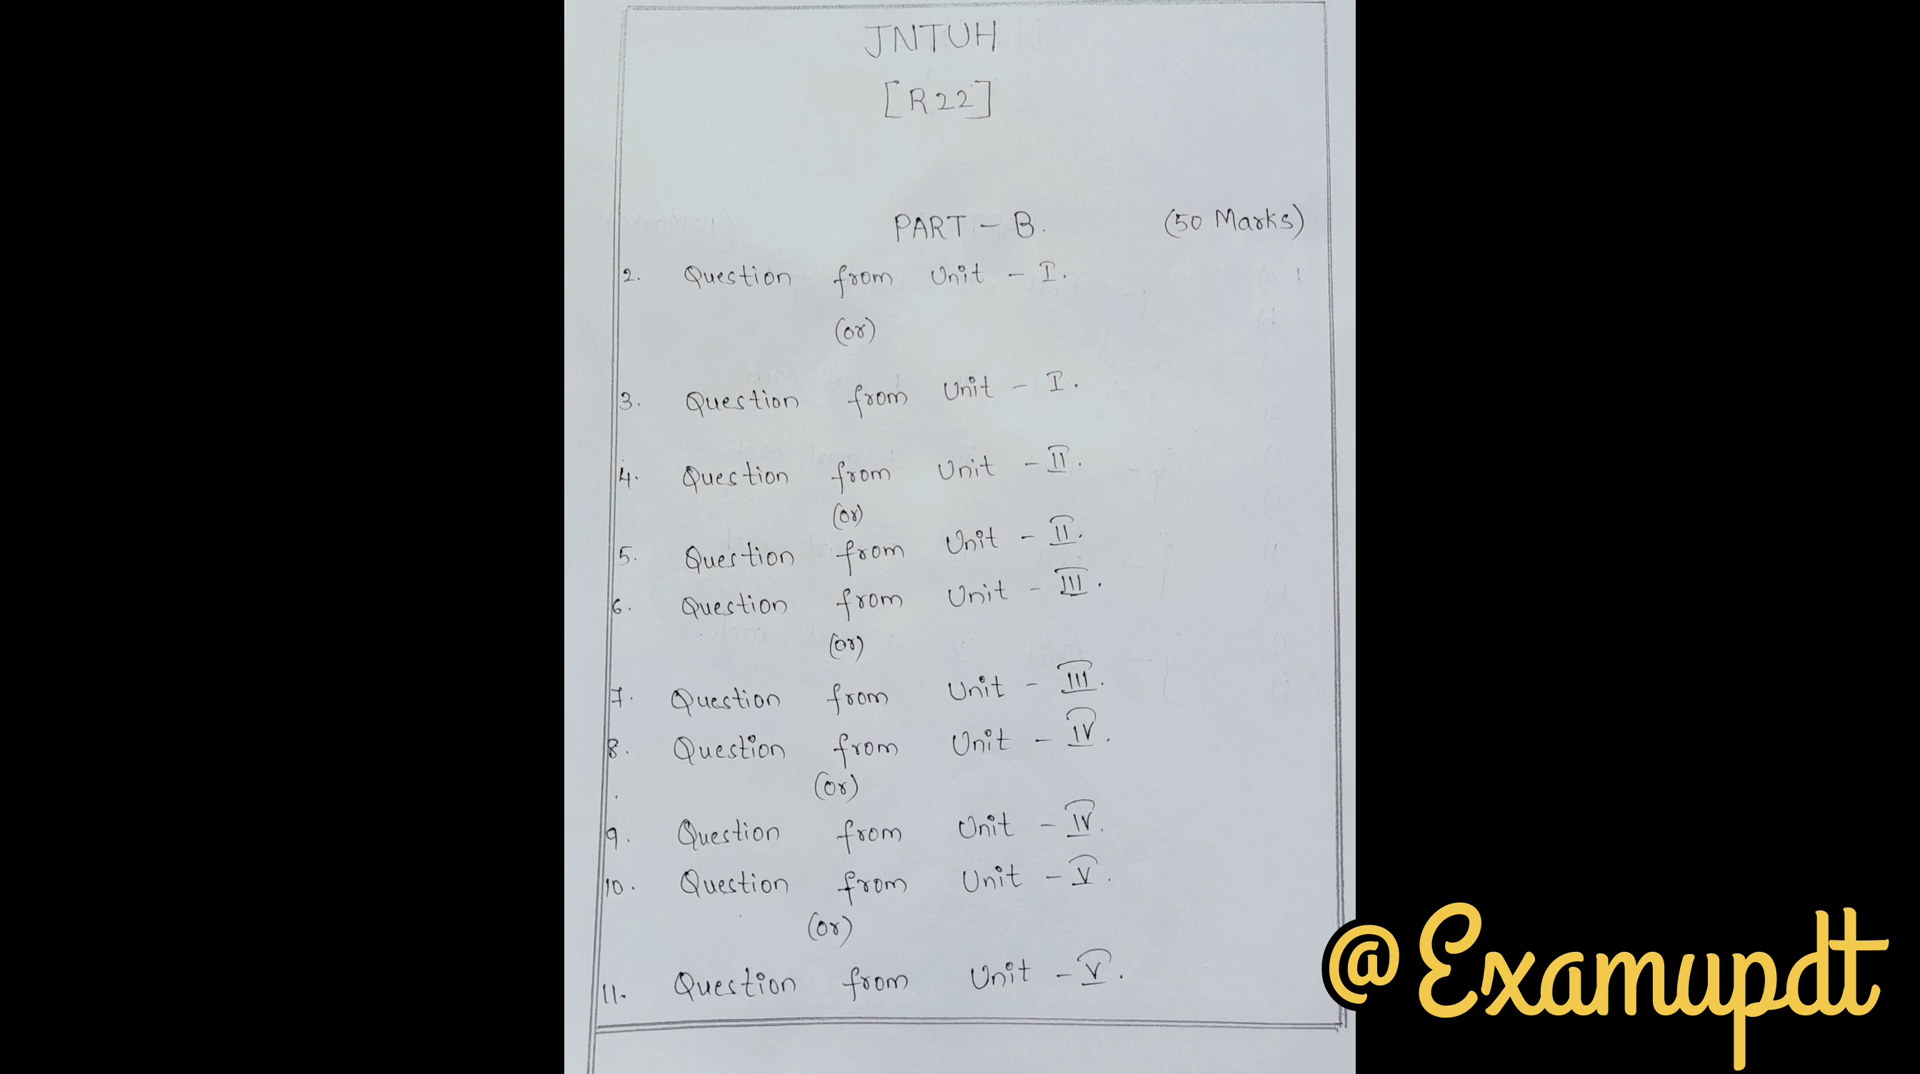 JNTUH
[R22]
PART - B. (50 Marks)
2. Question from Unit - I.
(or)
3. Question from Unit - I.
4. Question from Unit - II.
(or)
5. Question from Unit - II.
6. Question from Unit - III.
(or)
7. Question from Unit - III.
8. Question from Unit - IV.
(or)
9. Question from Unit - IV.
10. Question from Unit - V.
(or)
11. Question from Unit - V.
@Examupdt